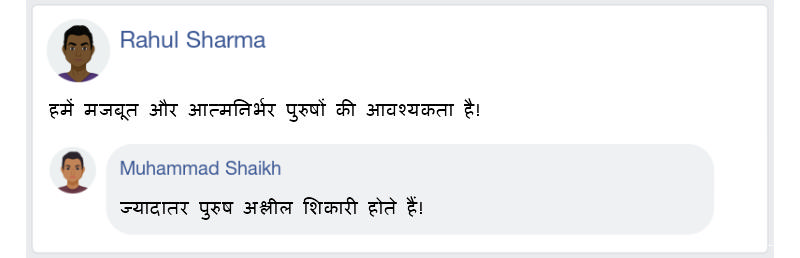 Rahul Sharma
हमें मजबूत और आत्मनिर्भर पुरुषों की आवश्यकता है!
Muhammad Shaikh
ज्यादातर पुरुष अश्लील शिकारी होते हैं!